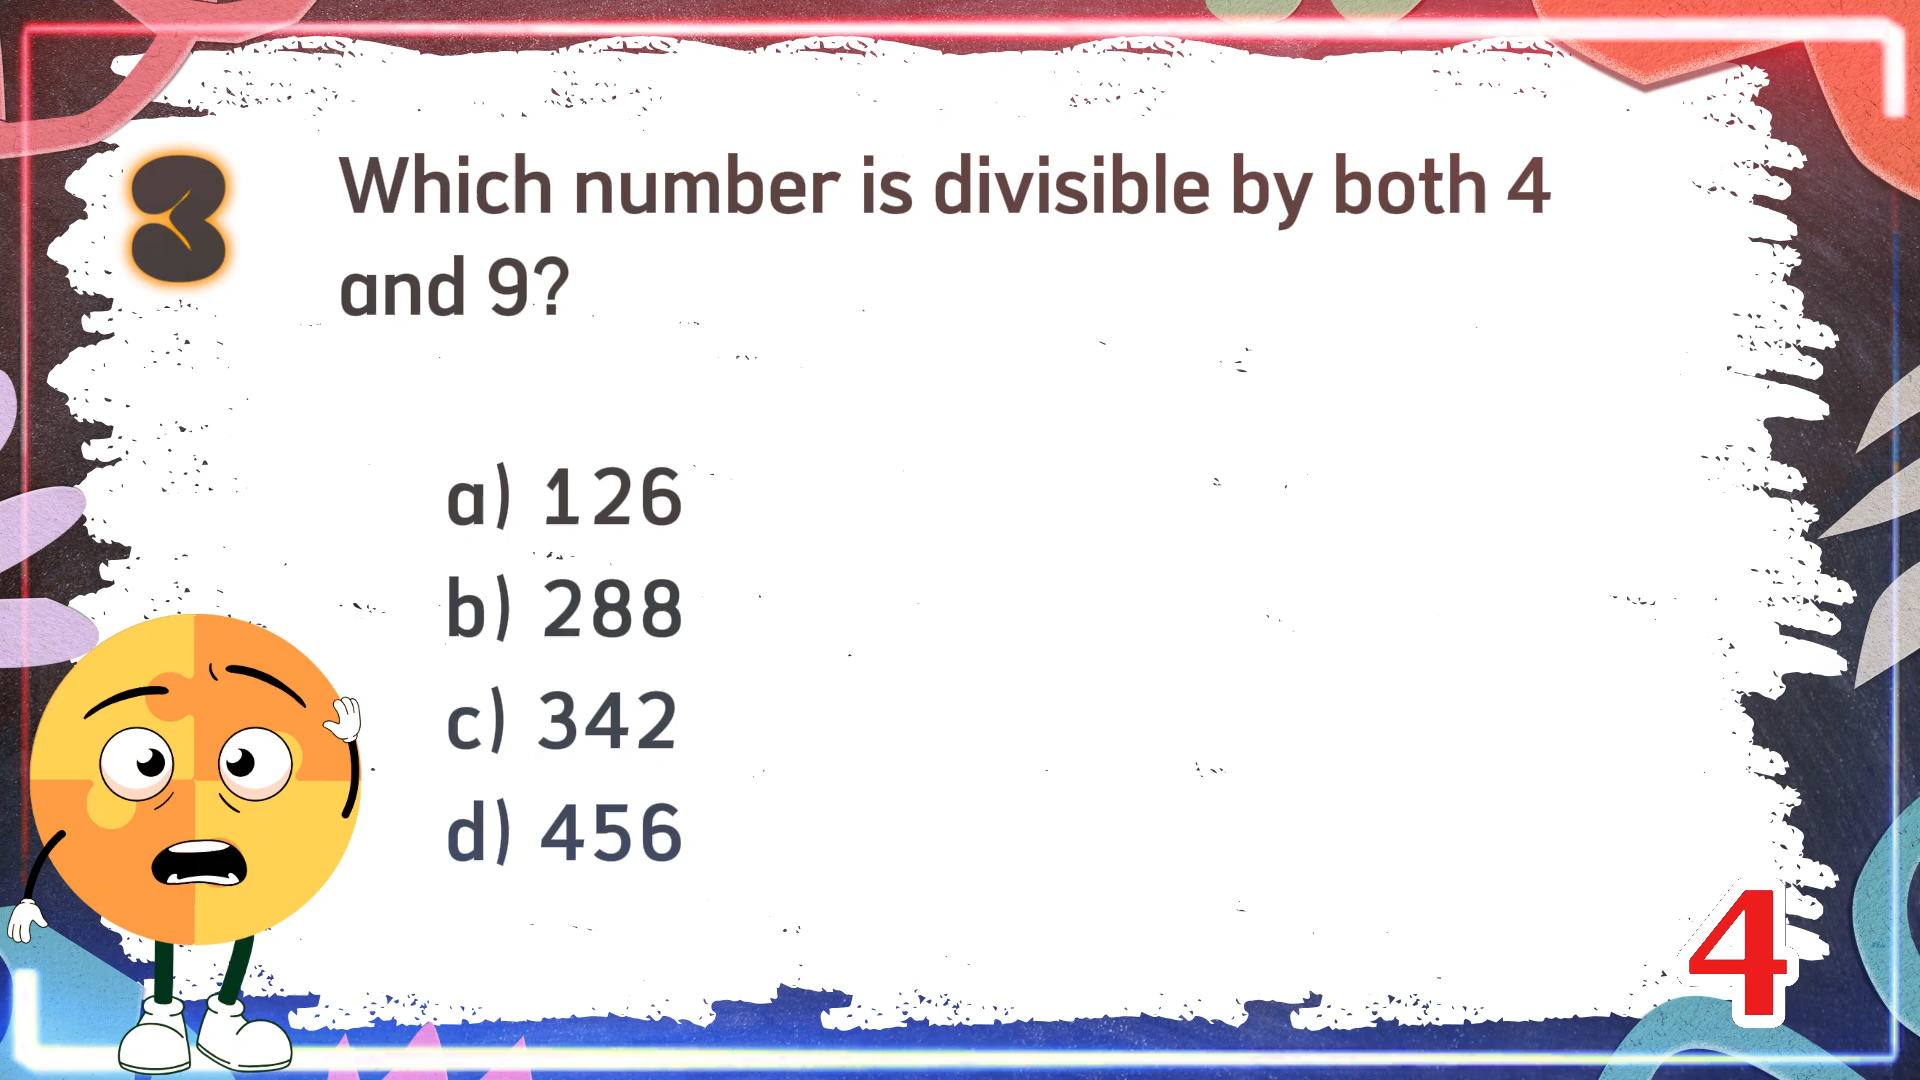 3
Which number is divisible by both 4
and 9?
a) 126
b) 288
c) 342
d) 456
4